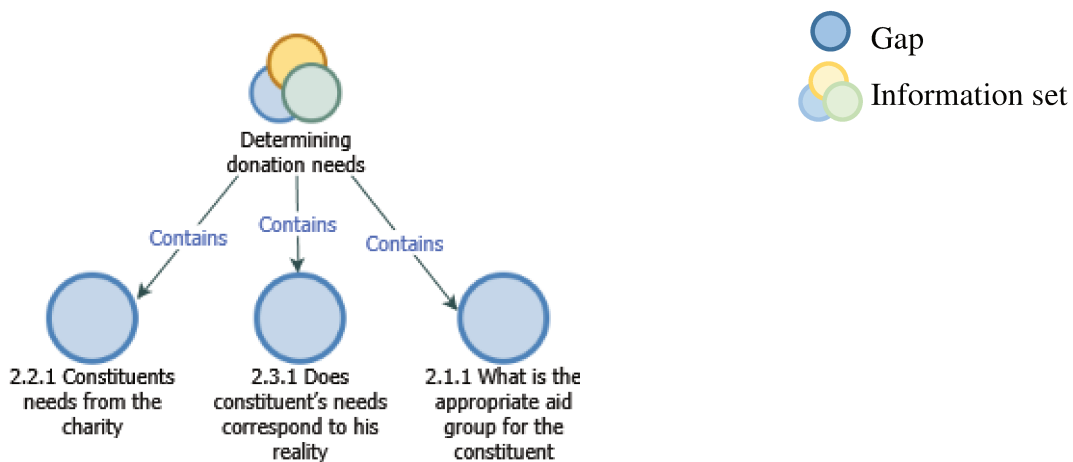 Gap
Information set
Determining
donation needs
Contains
Contains
Contains
2.2.1 Constituents
needs from the
charity
2.3.1 Does
constituent's needs
correspond to his
reality
2.1.1 What is the
appropriate aid
group for the
constituent